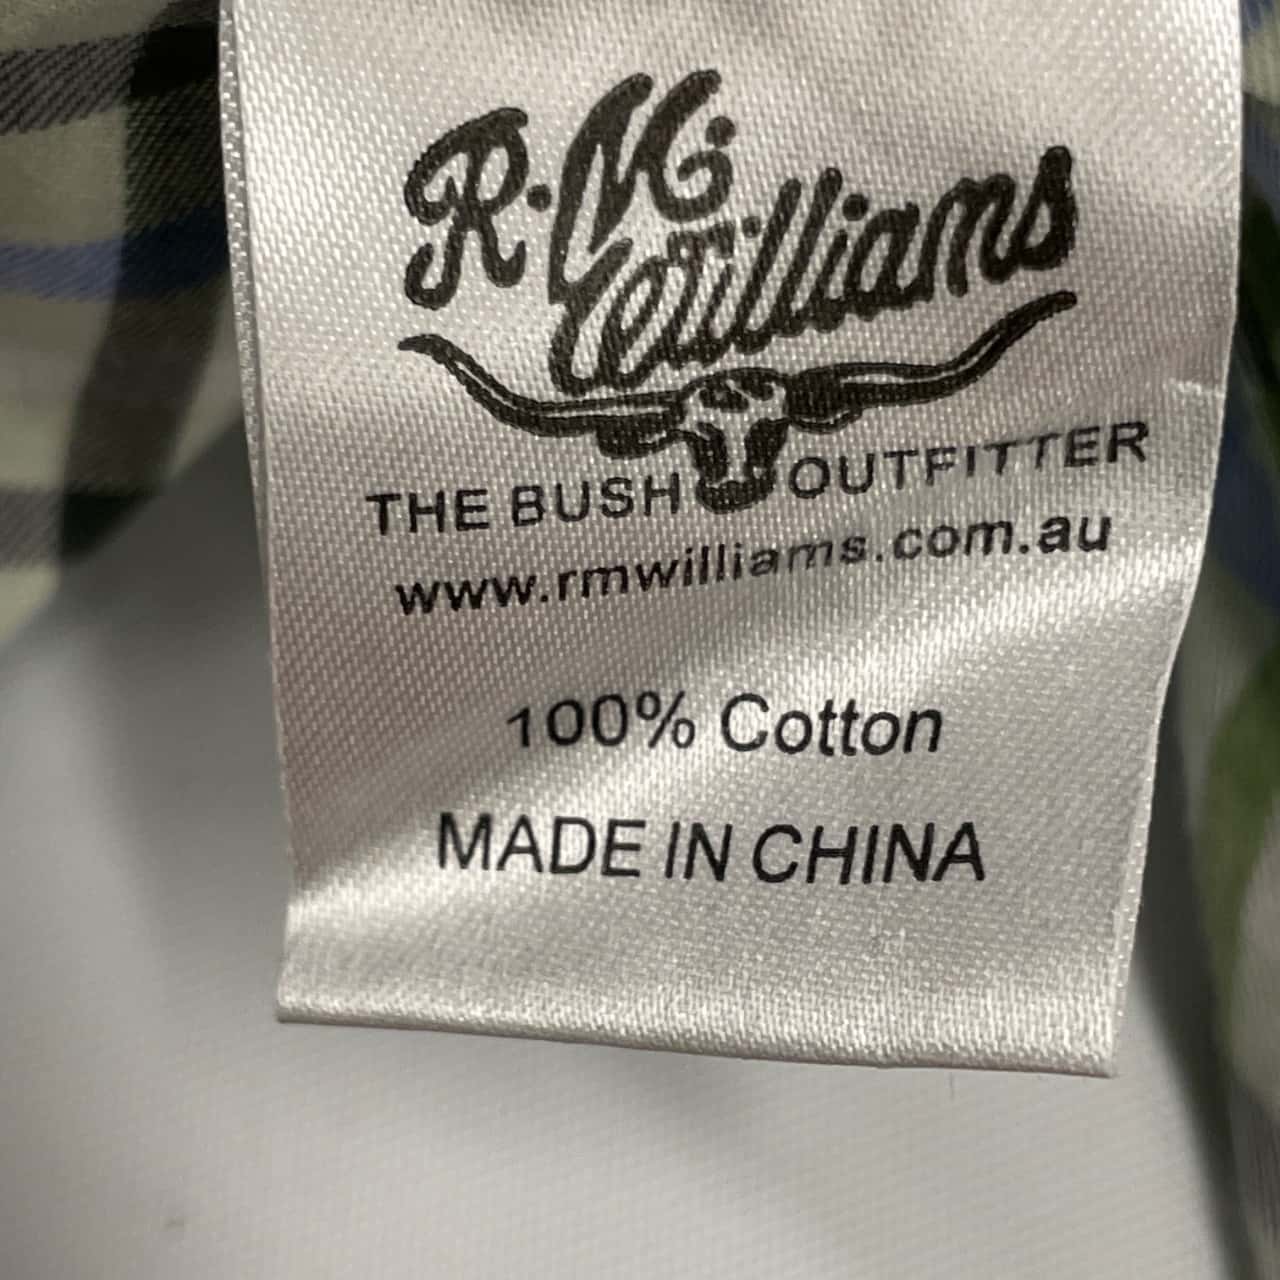 R.M.
Williams
THE BUSH OUTFITTER
www.rmwilliams.com.au
100% Cotton
MADE IN CHINA